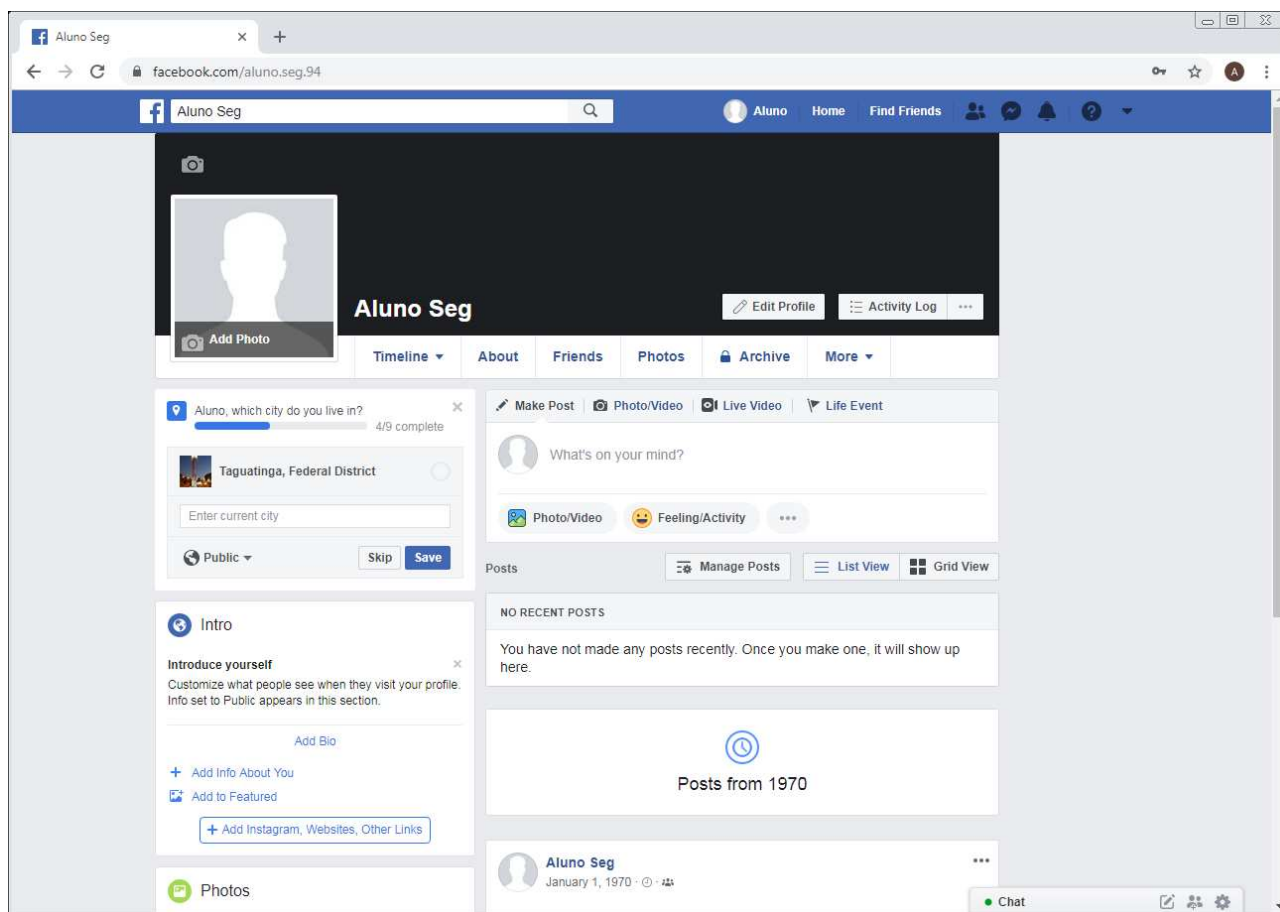 Aluno Seg
facebook.com/aluno.seg.94
A
Aluno Seg
Aluno Home Find Friends
Aluno Seg
Add Photo
Edit Profile Activity Log
Timeline About Friends Photos Archive More
Aluno, which city do you live in?
4/9 complete
Taguatinga, Federal District
Enter current city
Public Skip Save
Intro
Introduce yourself
Customize what people see when they visit your profile.
Info set to Public appears in this section.
Add Bio
+ Add Info About You
Add to Featured
+ Add Instagram, Websites, Other Links
Photos
Make Post Photo/Video Live Video Life Event
What's on your mind?
Photo/Video Feeling/Activity
Posts Manage Posts List View Grid View
NO RECENT POSTS
You have not made any posts recently. Once you make one, it will show up
here.
Posts from 1970
Aluno Seg
January 1, 1970
Chat